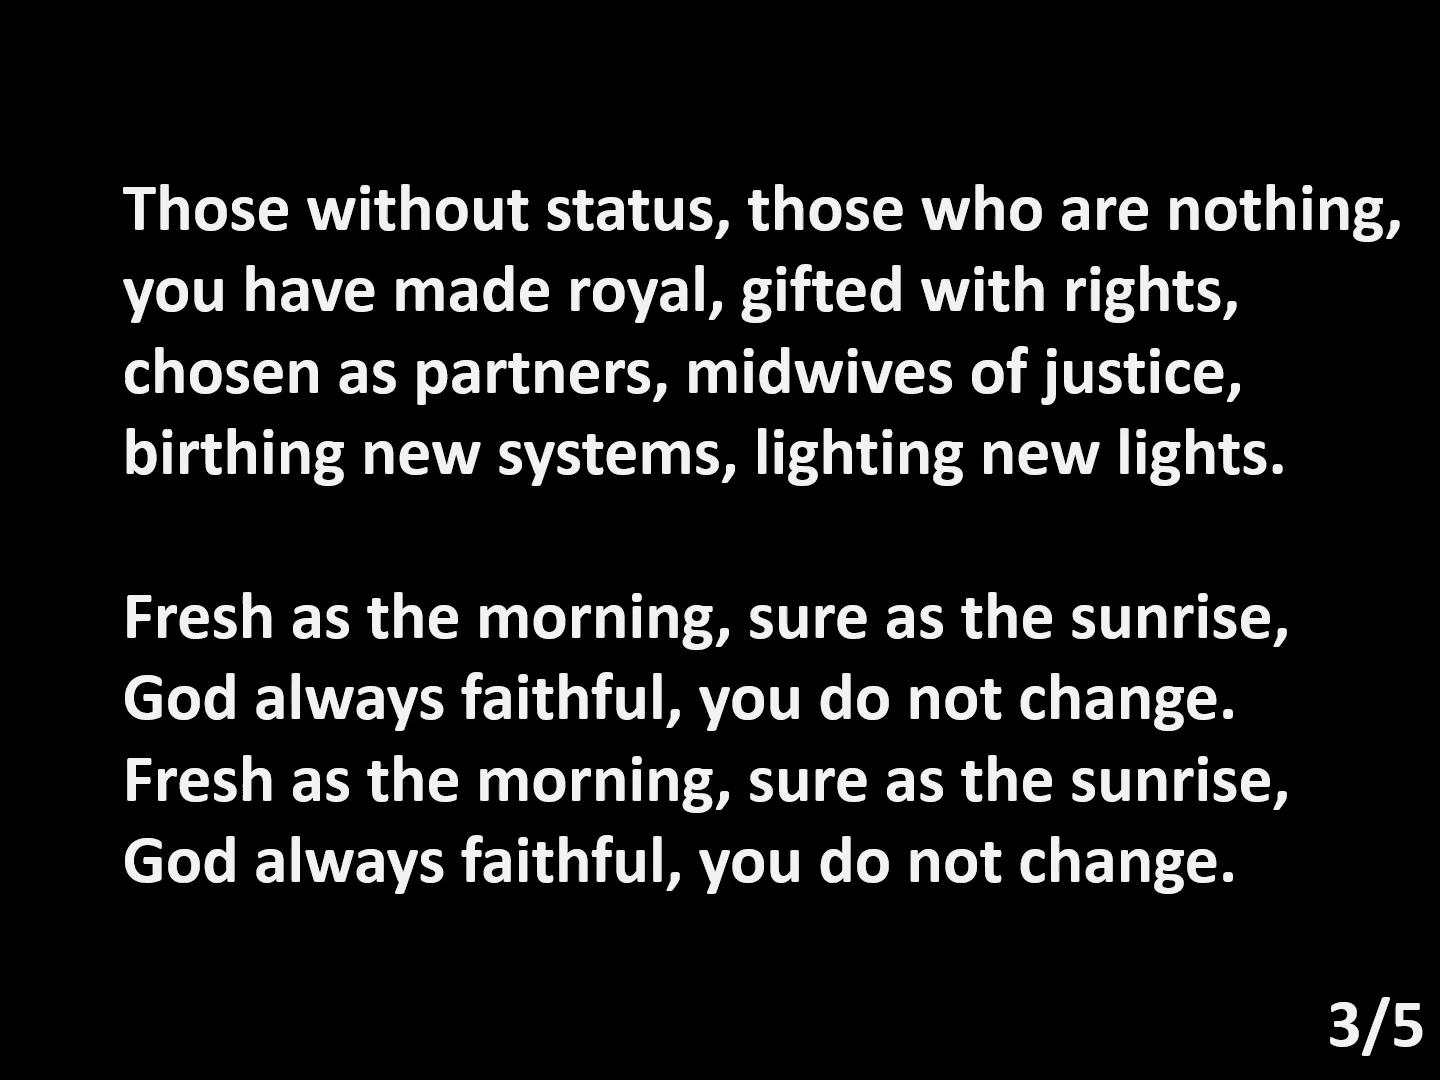 Those without status, those who are nothing,
you have made royal, gifted with rights,
chosen as partners, midwives of justice,
birthing new systems, lighting new lights.
Fresh as the morning, sure as the sunrise,
God always faithful, you do not change.
Fresh as the morning, sure as the sunrise,
God always faithful, you do not change.
3/5